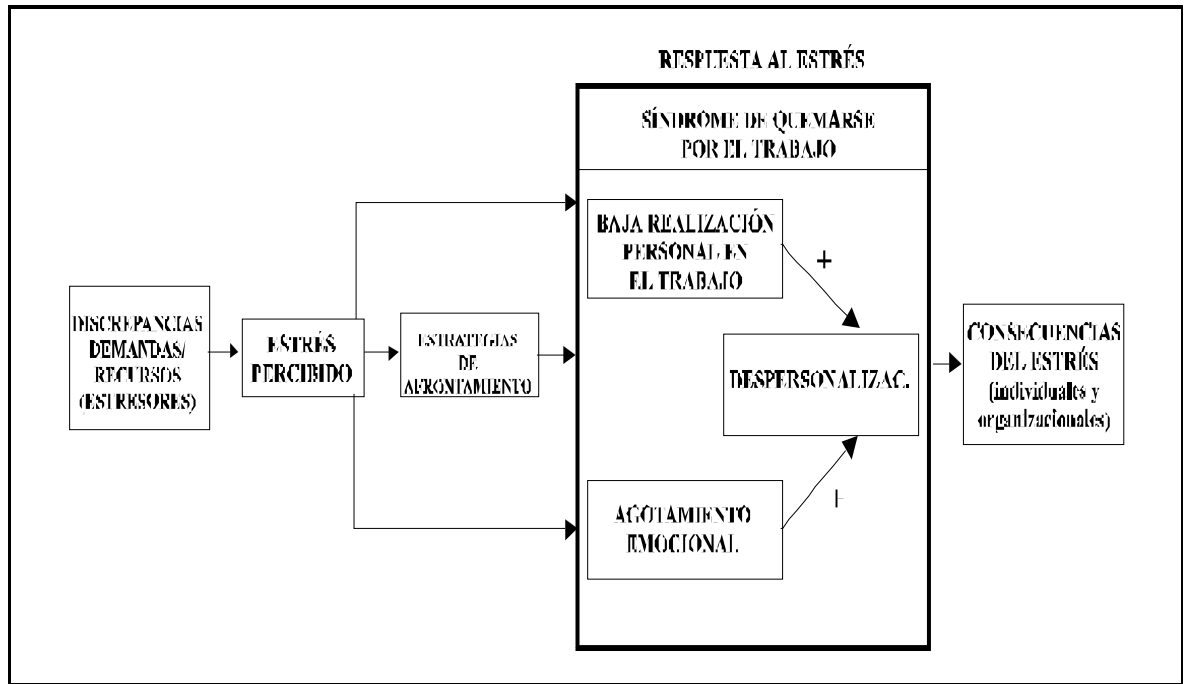 RESPUESTA AL ESTRÉS
SÍNDROME DE QUEMARSE
POR EL TRABAJO
BAJA REALIZACIÓN
PERSONAL EN
EL TRABAJO
+
DISCREPANCIAS
DEMANDAS/
RECURSOS
(ESTRESORES)
ESTRÉS
PERCIBIDO
ESTRATEGIAS
DE
AFRONTAMIENTO
DESPERSONALIZAC.
CONSECUENCIAS
DEL ESTRÉS
(individuales y
organizacionales)
AGOTAMIENTO
EMOCIONAL
+